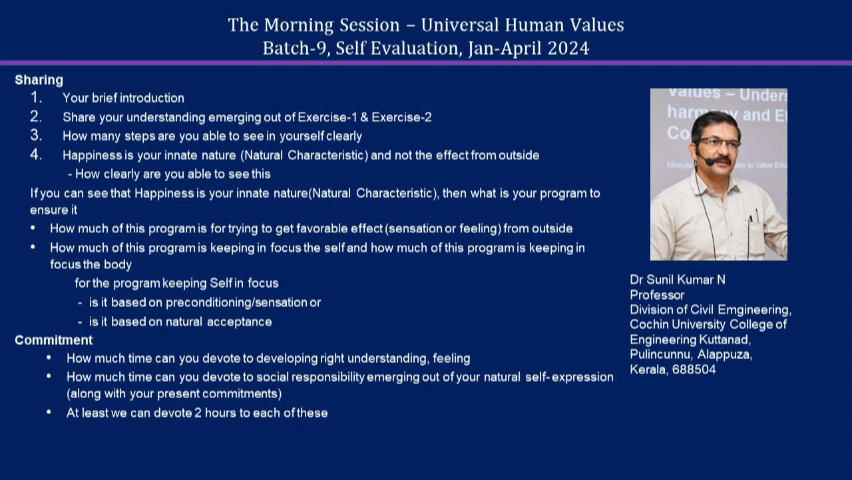 The Morning Session – Universal Human Values
Batch-9, Self Evaluation, Jan-April 2024
Sharing
1. Your brief introduction
2. Share your understanding emerging out of Exercise-1 & Exercise-2
3. How many steps are you able to see in yourself clearly
4. Happiness is your innate nature (Natural Characteristic) and not the effect from outside
- How clearly are you able to see this
If you can see that Happiness is your innate nature(Natural Characteristic), then what is your program to
ensure it
• How much of this program is for trying to get favorable effect (sensation or feeling) from outside
• How much of this program is keeping in focus the self and how much of this program is keeping in
focus the body
for the program keeping Self in focus
- is it based on preconditioning/sensation or
- is it based on natural acceptance
Commitment
• How much time can you devote to developing right understanding, feeling
• How much time can you devote to social responsibility emerging out of your natural self-expression
(along with your present commitments)
• At least we can devote 2 hours to each of these
Values – Unders
harm y and E
Co
Module
tion to Value Edu
Dr Sunil Kumar N
Professor
Division of Civil Emgineering,
Cochin University College of
Engineering Kuttanad,
Pulincunnu, Alappuza,
Kerala, 688504